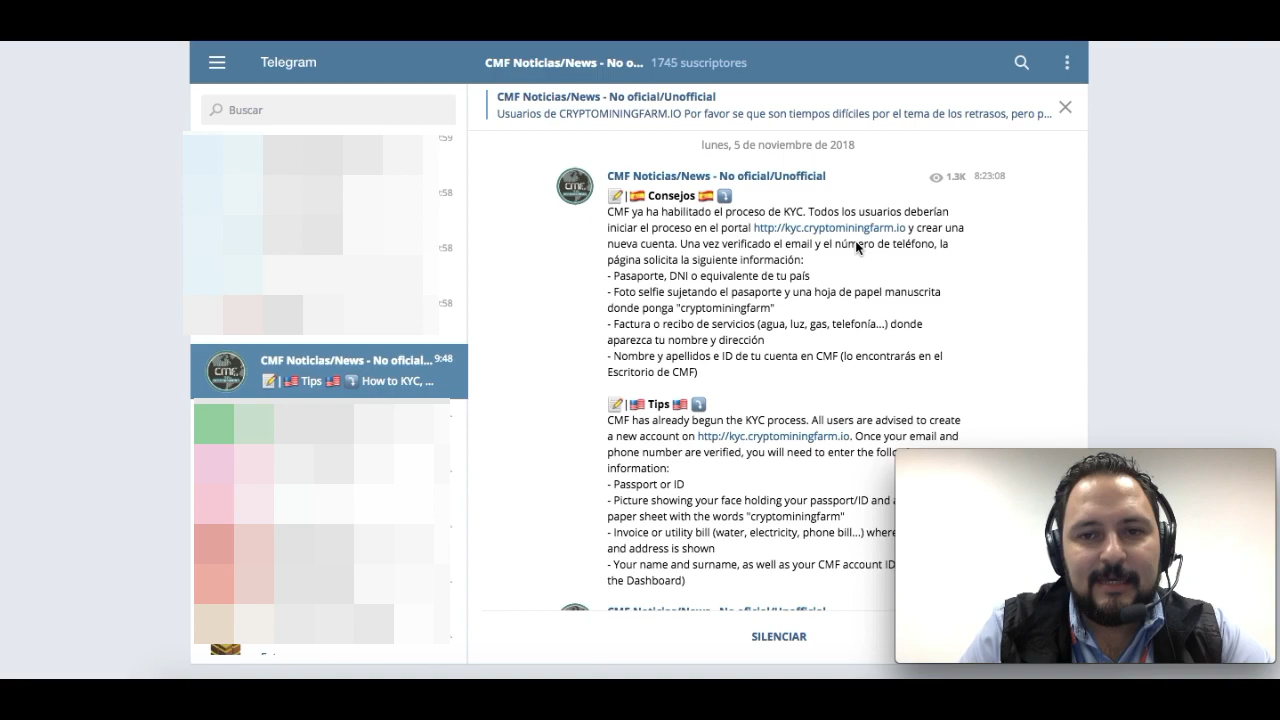 Telegram
CMF Noticias/News - No o... 1745 suscriptores
Buscar
CMF Noticias/News - No oficial/Unofficial
Usuarios de CRYPTOMININGFARM.IO Por favor se que son tiempos difíciles por el tema de los retrasos, pero p...
lunes, 5 de noviembre de 2018
CMF Noticias/News - No oficial/Unofficial 1.3K 8:23:08
| Consejos
CMF ya ha habilitado el proceso de KYC. Todos los usuarios deberían
iniciar el proceso en el portal http://kyc.cryptominingfarm.io y crear una
nueva cuenta. Una vez verificado el email y el número de teléfono, la
página solicita la siguiente información:
- Pasaporte, DNI o equivalente de tu país
- Foto selfie sujetando el pasaporte y una hoja de papel manuscrita
donde ponga "cryptominingfarm"
- Factura o recibo de servicios (agua, luz, gas, telefonía...) donde
aparezca tu nombre y dirección
- Nombre y apellidos e ID de tu cuenta en CMF (lo encontrarás en el
Escritorio de CMF)
| Tips
CMF has already begun the KYC process. All users are advised to create
a new account on http://kyc.cryptominingfarm.io. Once your email and
phone number are verified, you will need to enter the
information:
- Passport or ID
- Picture showing your face holding your passport/ID and
paper sheet with the words "cryptominingfarm"
- Invoice or utility bill (water, electricity, phone bill...)
and address is shown
- Your name and surname, as well as your CMF account ID
the Dashboard)
CMF Noticias/News - No oficial/Unofficial
SILENCIAR
:59
:58
:58
:58
CMF Noticias/News - No oficial... 9:48
| Tips How to KYC, ...
CMF